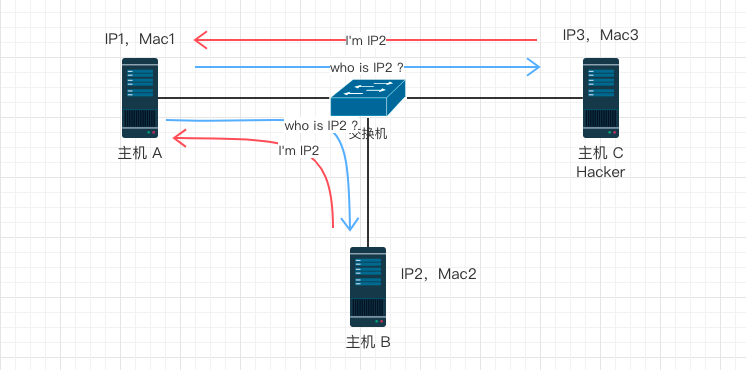 IP1，Mac1
I'm IP2
IP3，Mac3
who is IP2 ?
who is IP2 ?
交换机
I'm IP2
主机 A
主机 C
Hacker
IP2，Mac2
主机 B